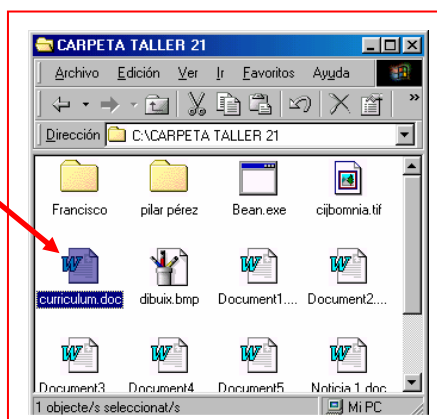 CARPETA TALLER 21
Archivo Edición Ver Ir Favoritos Ayuda
»
Dirección C:\CARPETA TALLER 21
Francisco pilar pérez Bean.exe cijbomnia.tif
curriculum.doc dibuix.bmp Document1.... Document2....
Document3 Document4 Document5 Noticia 1.doc
1 objecte/s seleccionat/s Mi PC